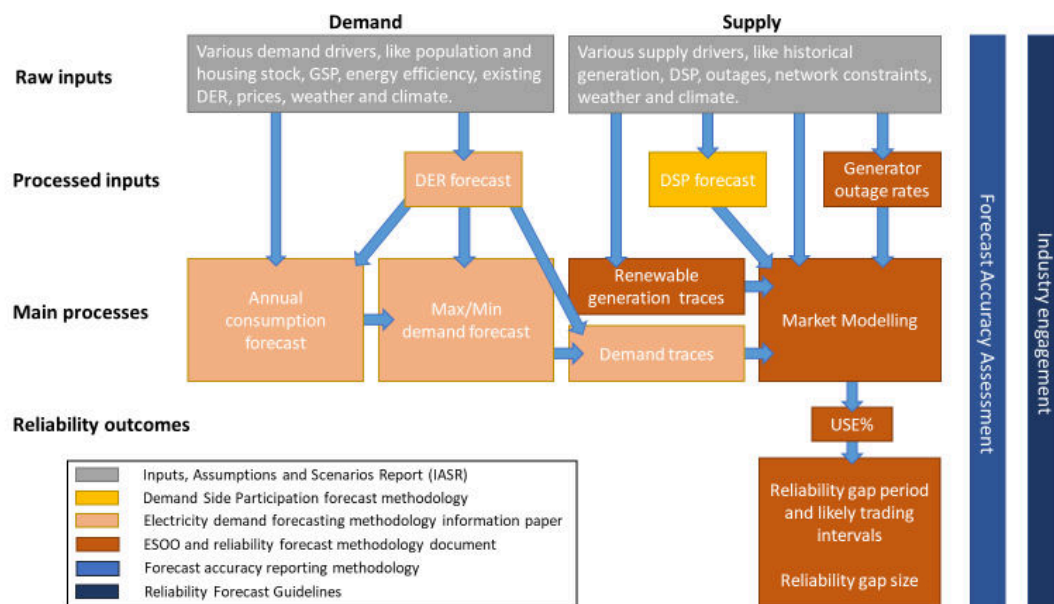 Demand
Supply
Raw inputs
Various demand drivers, like population and
housing stock, GSP, energy efficiency, existing
DER, prices, weather and climate.
Various supply drivers, like historical
generation, DSP, outages, network constraints,
weather and climate.
Processed inputs
DER forecast
DSP forecast
Generator
outage rates
Main processes
Annual
consumption
forecast
Max/Min
demand forecast
Renewable
generation traces
Demand traces
Market Modelling
Reliability outcomes
USE%
Reliability gap period
and likely trading
intervals
Reliability gap size
Inputs, Assumptions and Scenarios Report (IASR)
Demand Side Participation forecast methodology
Electricity demand forecasting methodology information paper
ESOO and reliability forecast methodology document
Forecast accuracy reporting methodology
Reliability Forecast Guidelines
Forecast Accuracy Assessment
Industry engagement